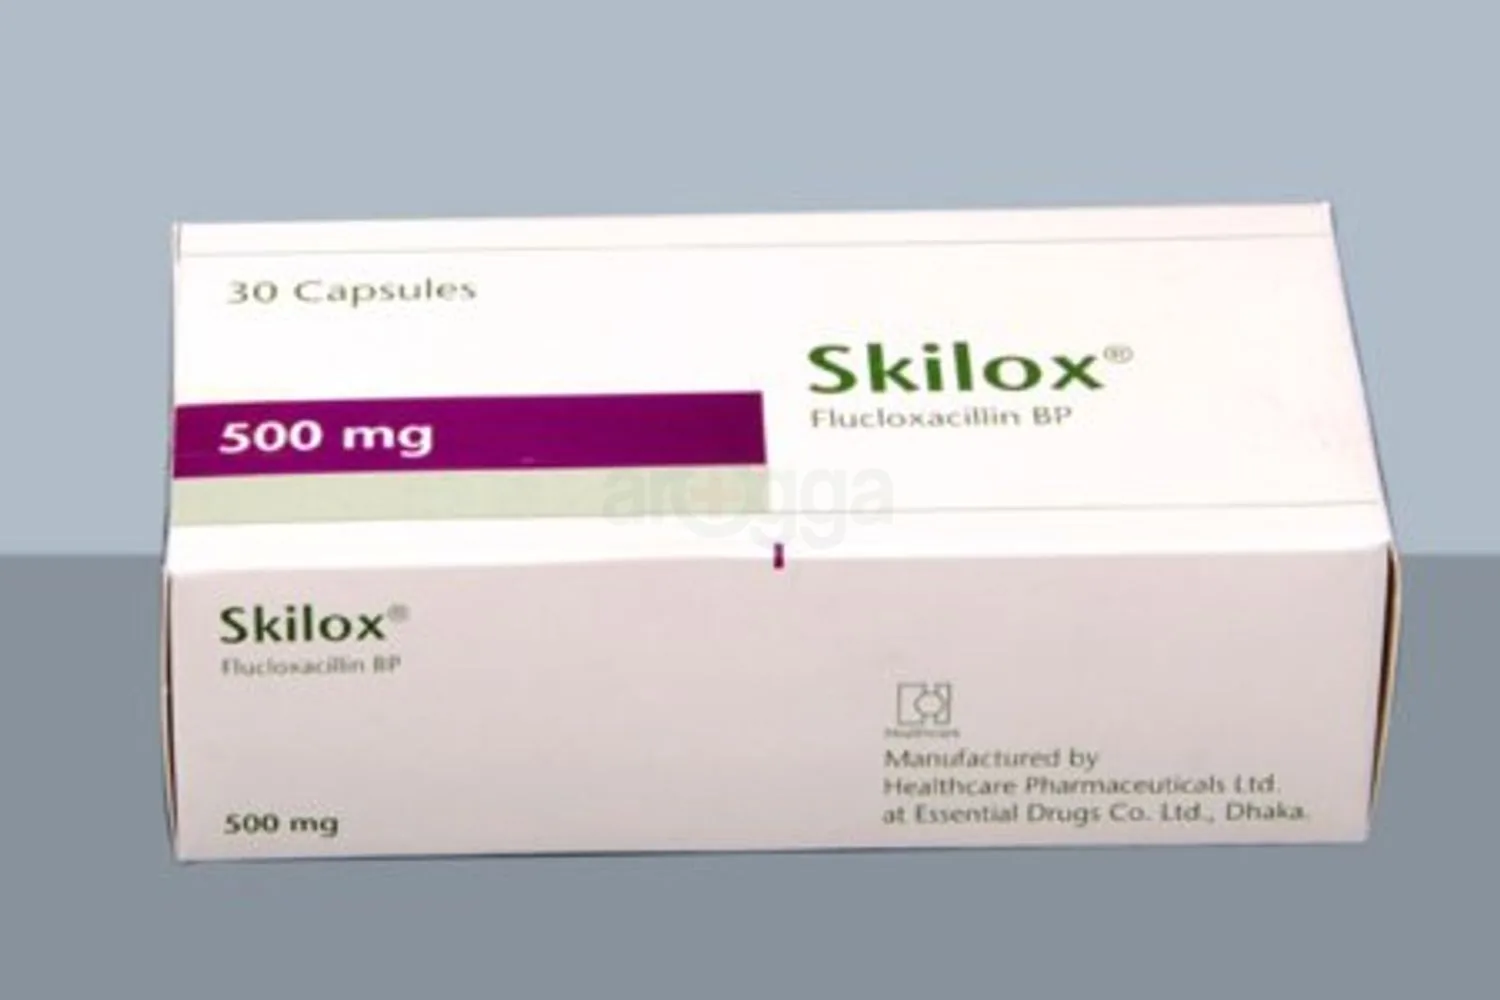 30 Capsules
Skilox®
Flucloxacillin BP
500 mg
arogga
Skilox®
Flucloxacillin BP
Healthcare
Manufactured by
Healthcare Pharmaceuticals Ltd.
at Essential Drugs Co. Ltd., Dhaka.
500 mg